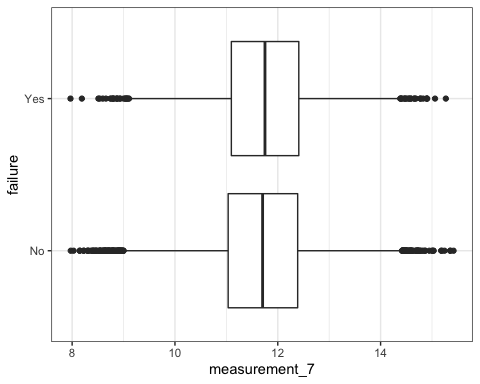 failure
Yes
No
8 10 12 14
measurement_7